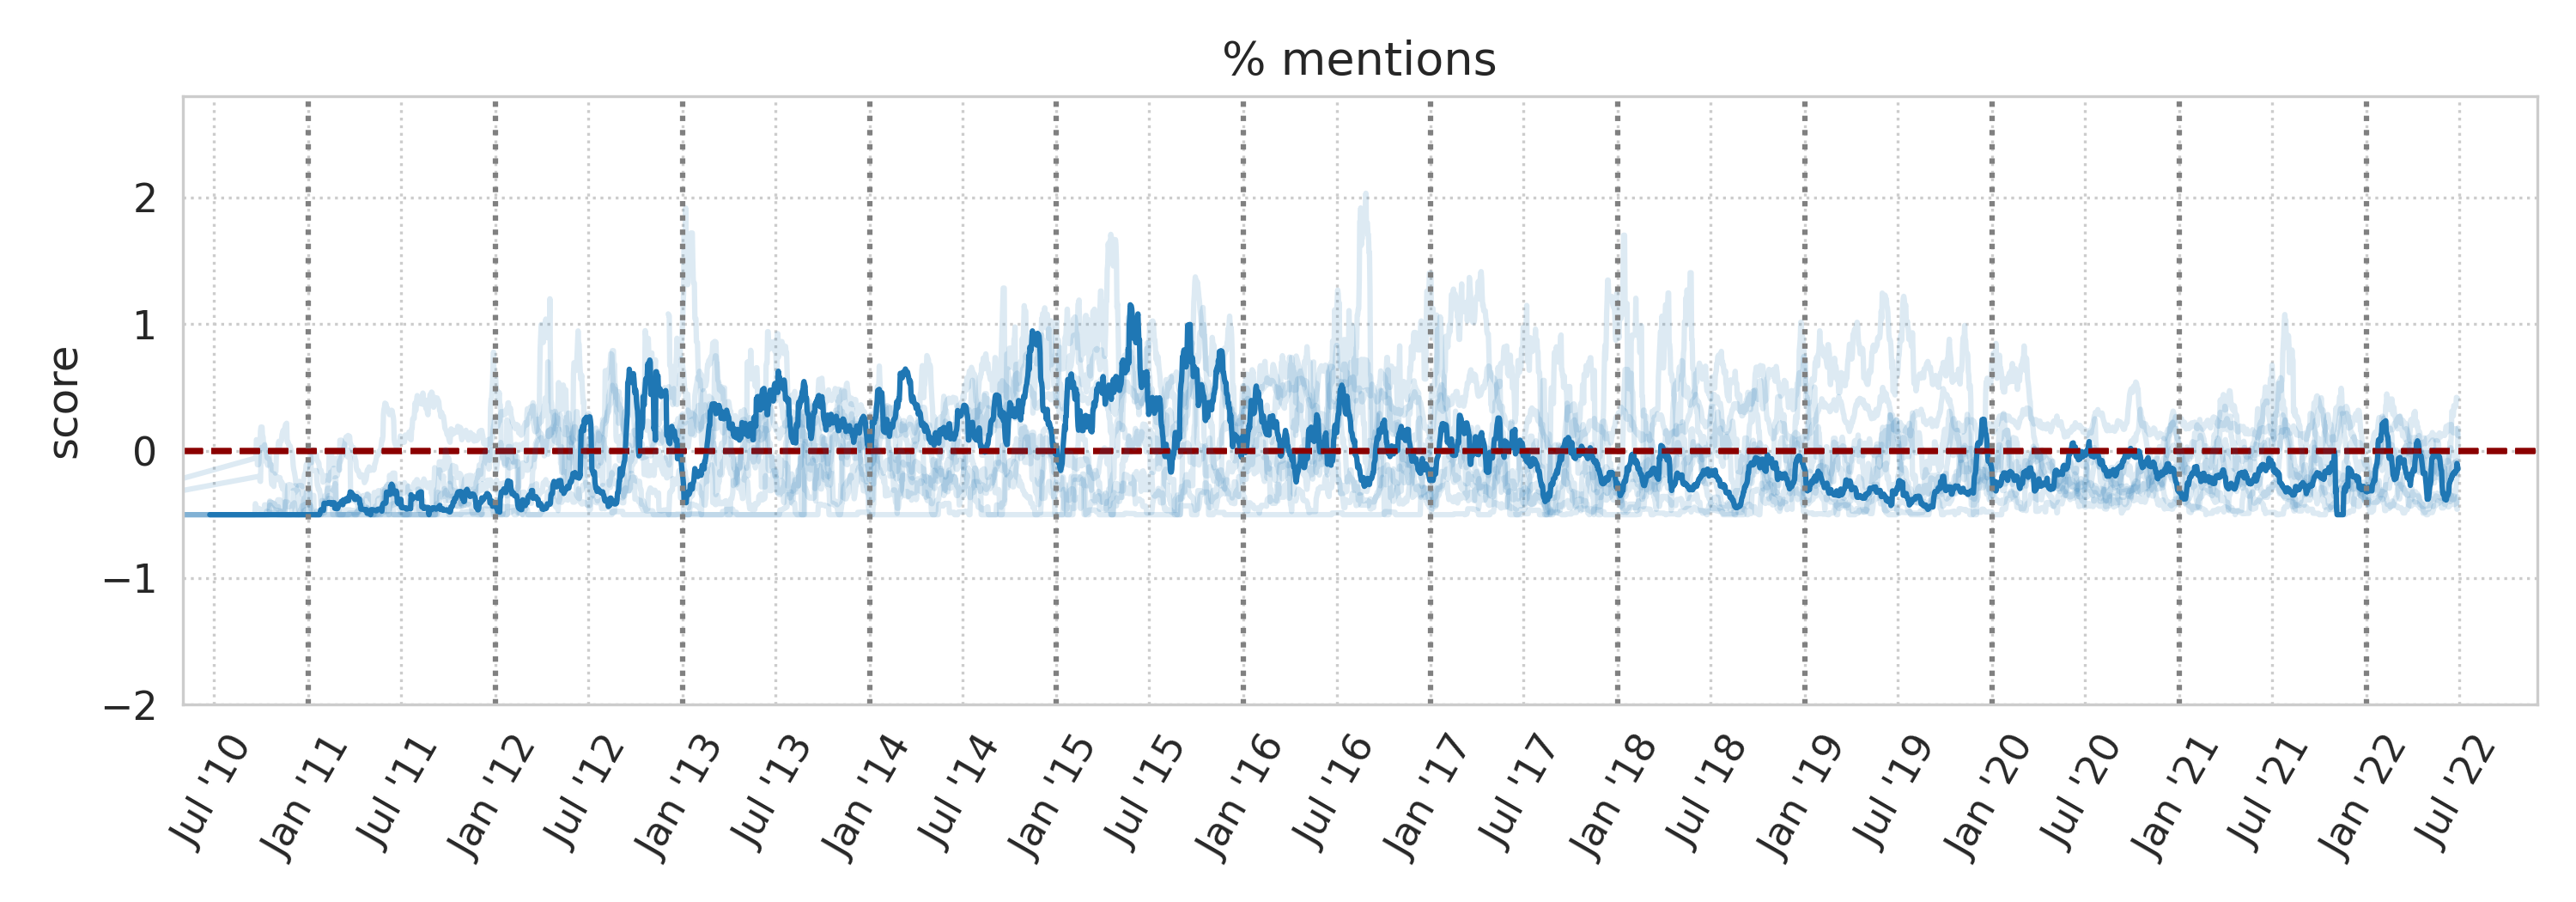 % mentions
score
2
1
0
−1
−2
Jul '10
Jan '11
Jul '11
Jan '12
Jul '12
Jan '13
Jul '13
Jan '14
Jul '14
Jan '15
Jul '15
Jan '16
Jul '16
Jan '17
Jul '17
Jan '18
Jul '18
Jan '19
Jul '19
Jan '20
Jul '20
Jan '21
Jul '21
Jan '22
Jul '22